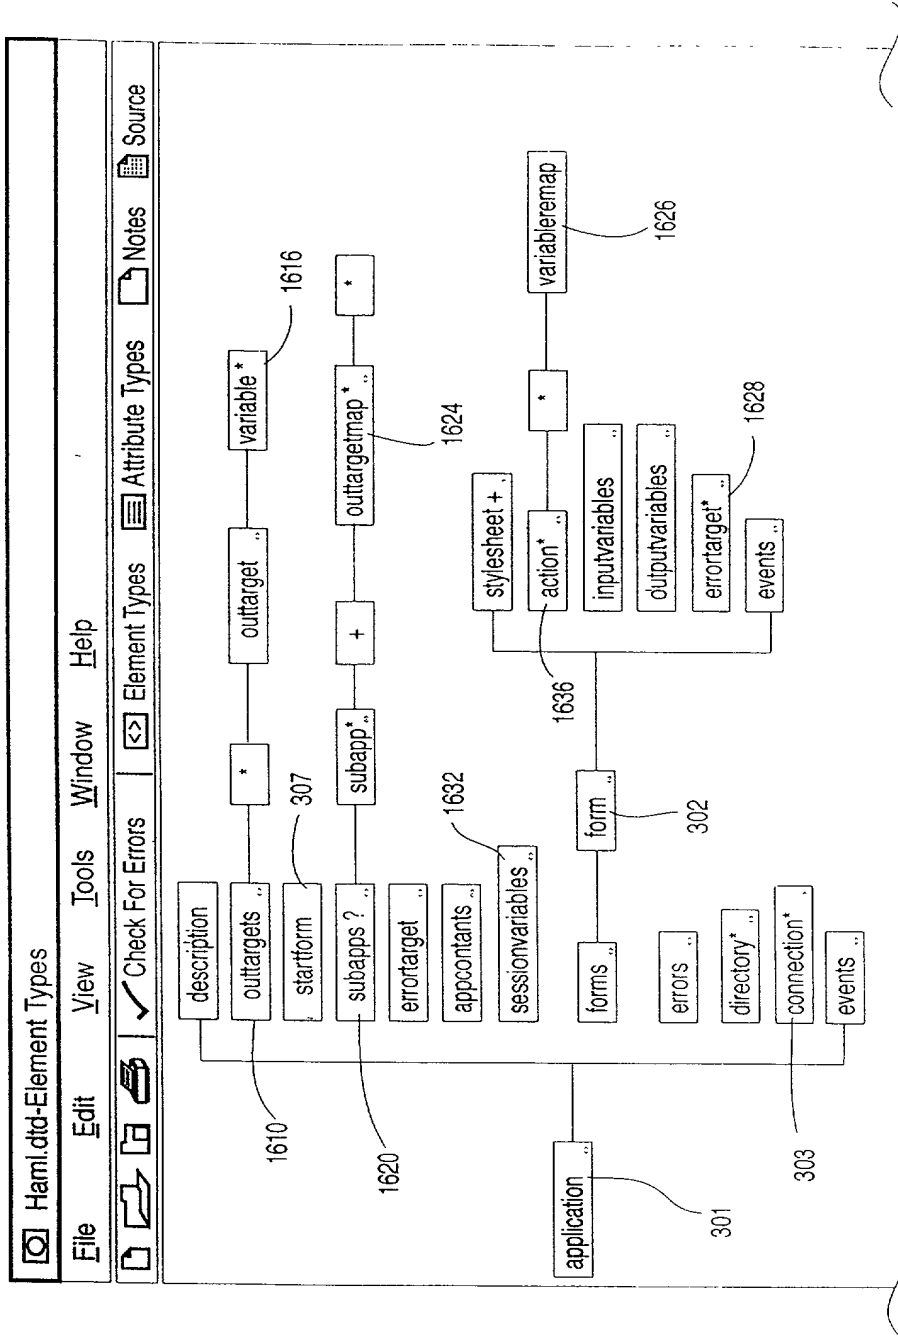 Haml.dtd-Element Types
File Edit View Tools Window Help
Check For Errors <> Element Types Attribute Types Notes Source
description
outtargets ,, * outtarget ,, variable *
1610
1616
startform
307
subapps ? ,, subapp* ,, + outtargetmap* ,, *
1620
1624
errortarget ,,
appcontants ,,
sessionvariables ,,
1632
application ,,
301
forms ,, form ,,
302
stylesheet + ,
action* ,, * variableremap
1636
1626
inputvariables ,,
dutputvariables ,,
errortarget* ,,
1628
events ,,
errors ,,
directory* ,,
connection* ,
303
events ,,